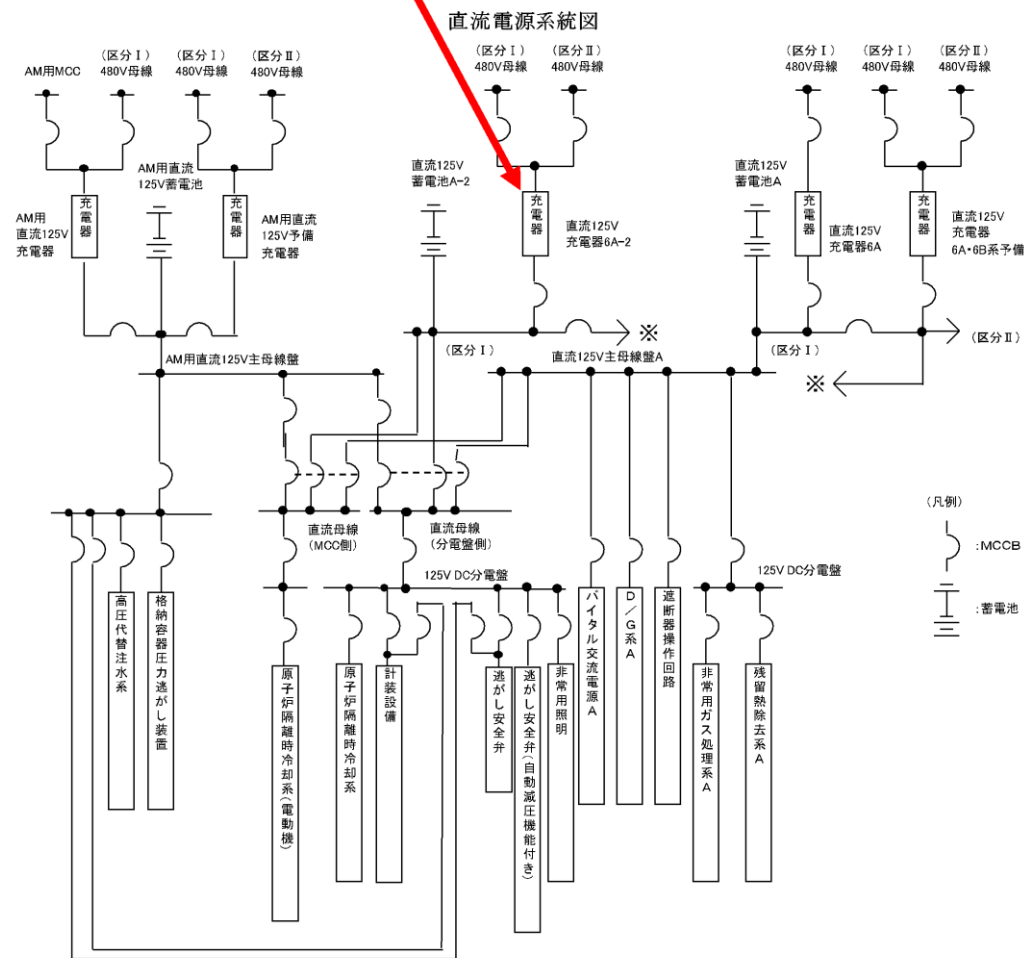 直流電源系統図
AM用MCC
(区分Ⅰ)
480V母線
(区分Ⅰ)
480V母線
(区分Ⅱ)
480V母線
(区分Ⅰ)
480V母線
(区分Ⅱ)
480V母線
(区分Ⅰ)
480V母線
(区分Ⅰ)
480V母線
(区分Ⅱ)
480V母線
AM用
直流125V
充電器
充電器
AM用直流
125V蓄電池
充電器
AM用直流
125V予備
充電器
直流125V
蓄電池A-2
充電器
直流125V
充電器6A-2
直流125V
蓄電池A
充電器
直流125V
充電器6A
充電器
直流125V
充電器
6A・6B系予備
※
(区分Ⅱ)
(区分Ⅰ)
(区分Ⅰ)
AM用直流125V主母線盤
直流125V主母線盤A
※
直流母線
(MCC側)
直流母線
(分電盤側)
(凡例)
:MCCB
:蓄電池
125V DC分電盤
125V DC分電盤
高圧代替注水系
格納容器圧力逃がし装置
原子炉隔離時冷却系(電動機)
原子炉隔離時冷却系
計装設備
逃がし安全弁
逃がし安全弁(自動減圧機能付き)
非常用照明
バイタル交流電源A
D/G系A
遮断器操作回路
非常用ガス処理系A
残留熱除去系A